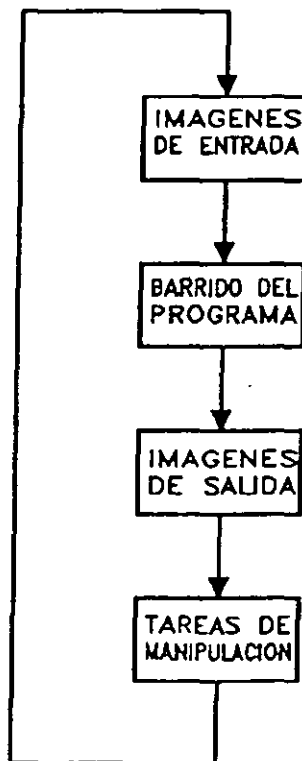 IMAGENES
DE ENTRADA
BARRIDO DEL
PROGRAMA
IMAGENES
DE SALIDA
TAREAS DE
MANIPULACION